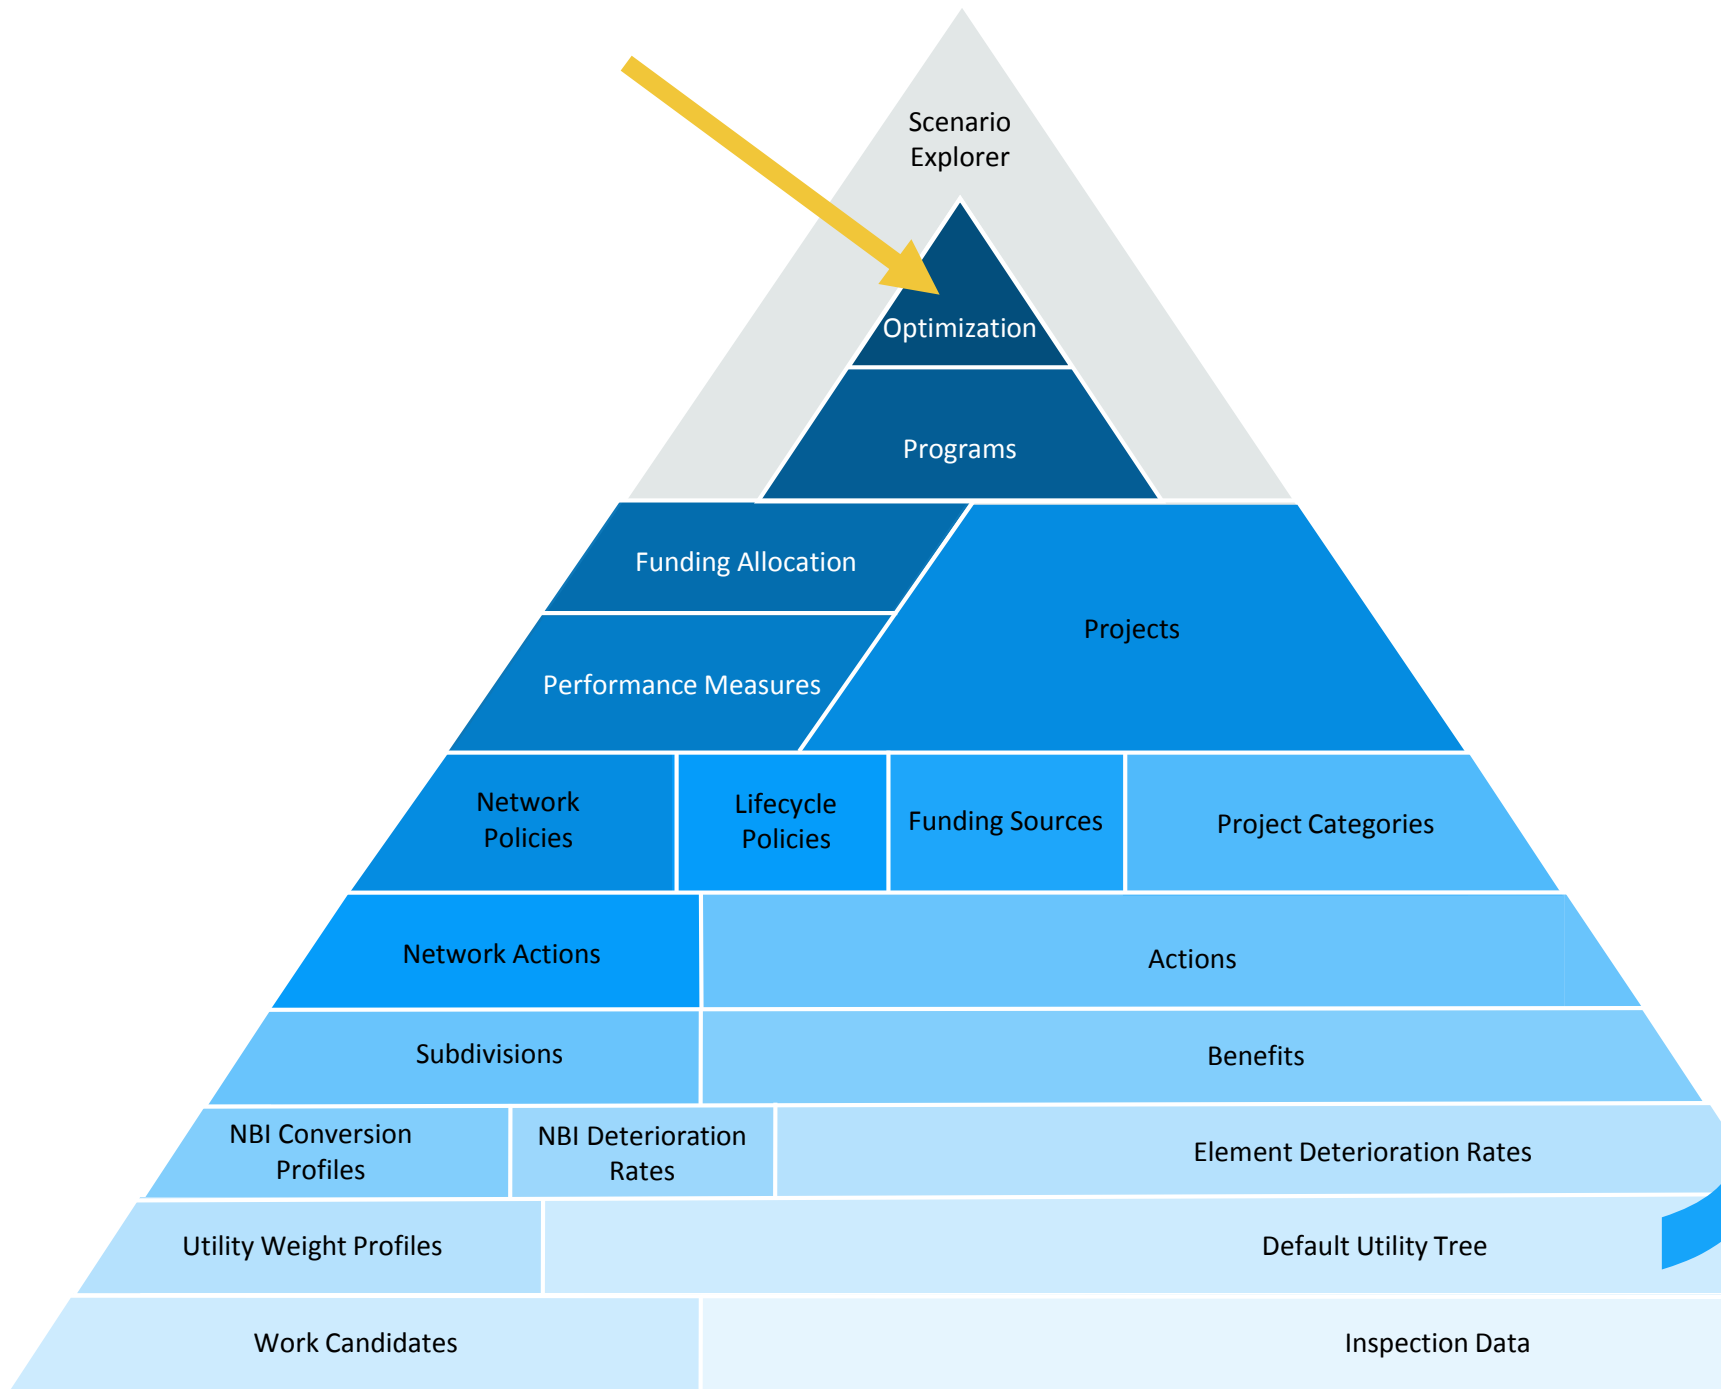 Scenario
Explorer
Optimization
Programs
Funding Allocation
Projects
Performance Measures
Network
Policies
Lifecycle
Policies
Funding Sources
Project Categories
Network Actions
Actions
Subdivisions
Benefits
NBI Conversion
Profiles
NBI Deterioration
Rates
Element Deterioration Rates
Utility Weight Profiles
Default Utility Tree
Work Candidates
Inspection Data